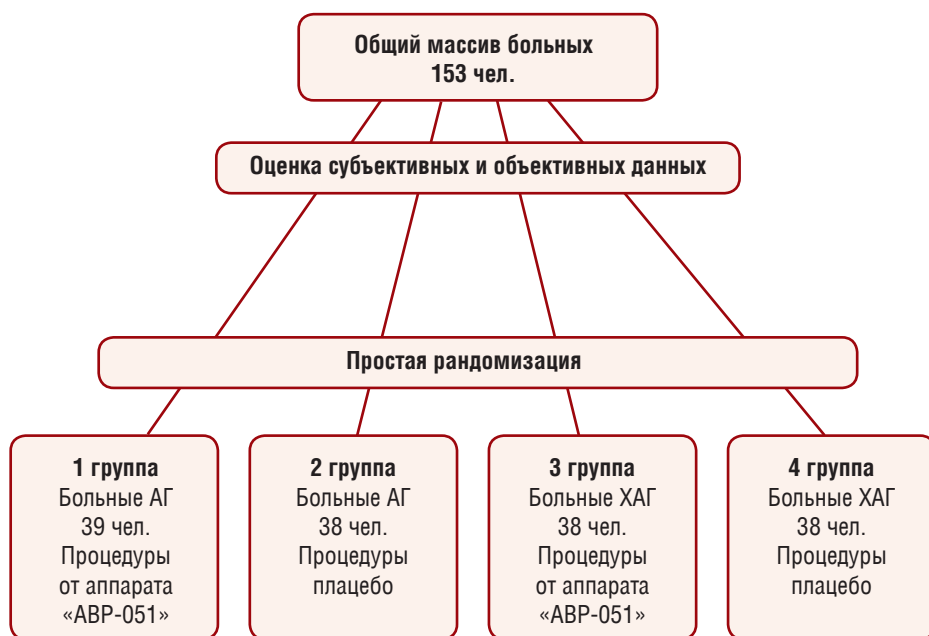 Общий массив больных
153 чел.
Оценка субъективных и объективных данных
Простая рандомизация
1 группа
Больные АГ
39 чел.
Процедуры
от аппарата
«АВР-051»
2 группа
Больные АГ
38 чел.
Процедуры
плацебо
3 группа
Больные ХАГ
38 чел.
Процедуры
от аппарата
«АВР-051»
4 группа
Больные ХАГ
38 чел.
Процедуры
плацебо